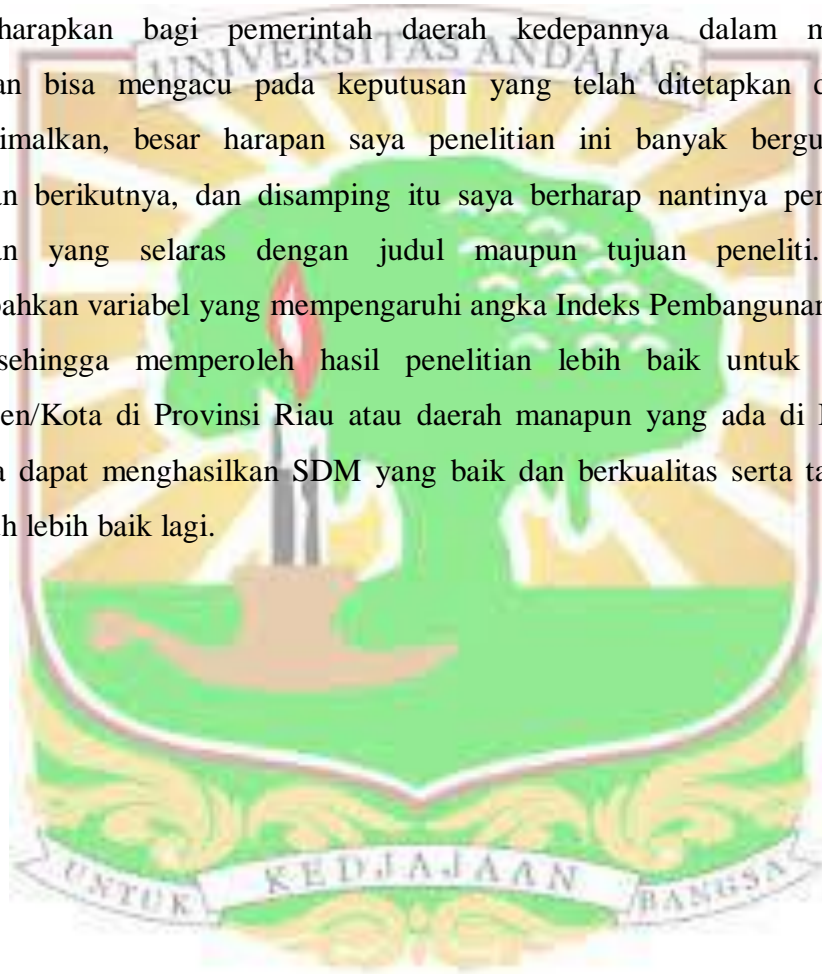 harapkan bagi pemerintah daerah kedepannya dalam m
UNIVERSITAS ANDALAS
an bisa mengacu pada keputusan yang telah ditetapkan d
imalkan, besar harapan saya penelitian ini banyak bergu
an berikutnya, dan disamping itu saya berharap nantinya per
an yang selaras dengan judul maupun tujuan peneliti.
bahkan variabel yang mempengaruhi angka Indeks Pembangunan
sehingga memperoleh hasil penelitian lebih baik untuk
en/Kota di Provinsi Riau atau daerah manapun yang ada di I
a dapat menghasilkan SDM yang baik dan berkualitas serta ta
h lebih baik lagi.
UNTUK KEDJAJAAN BANGSA